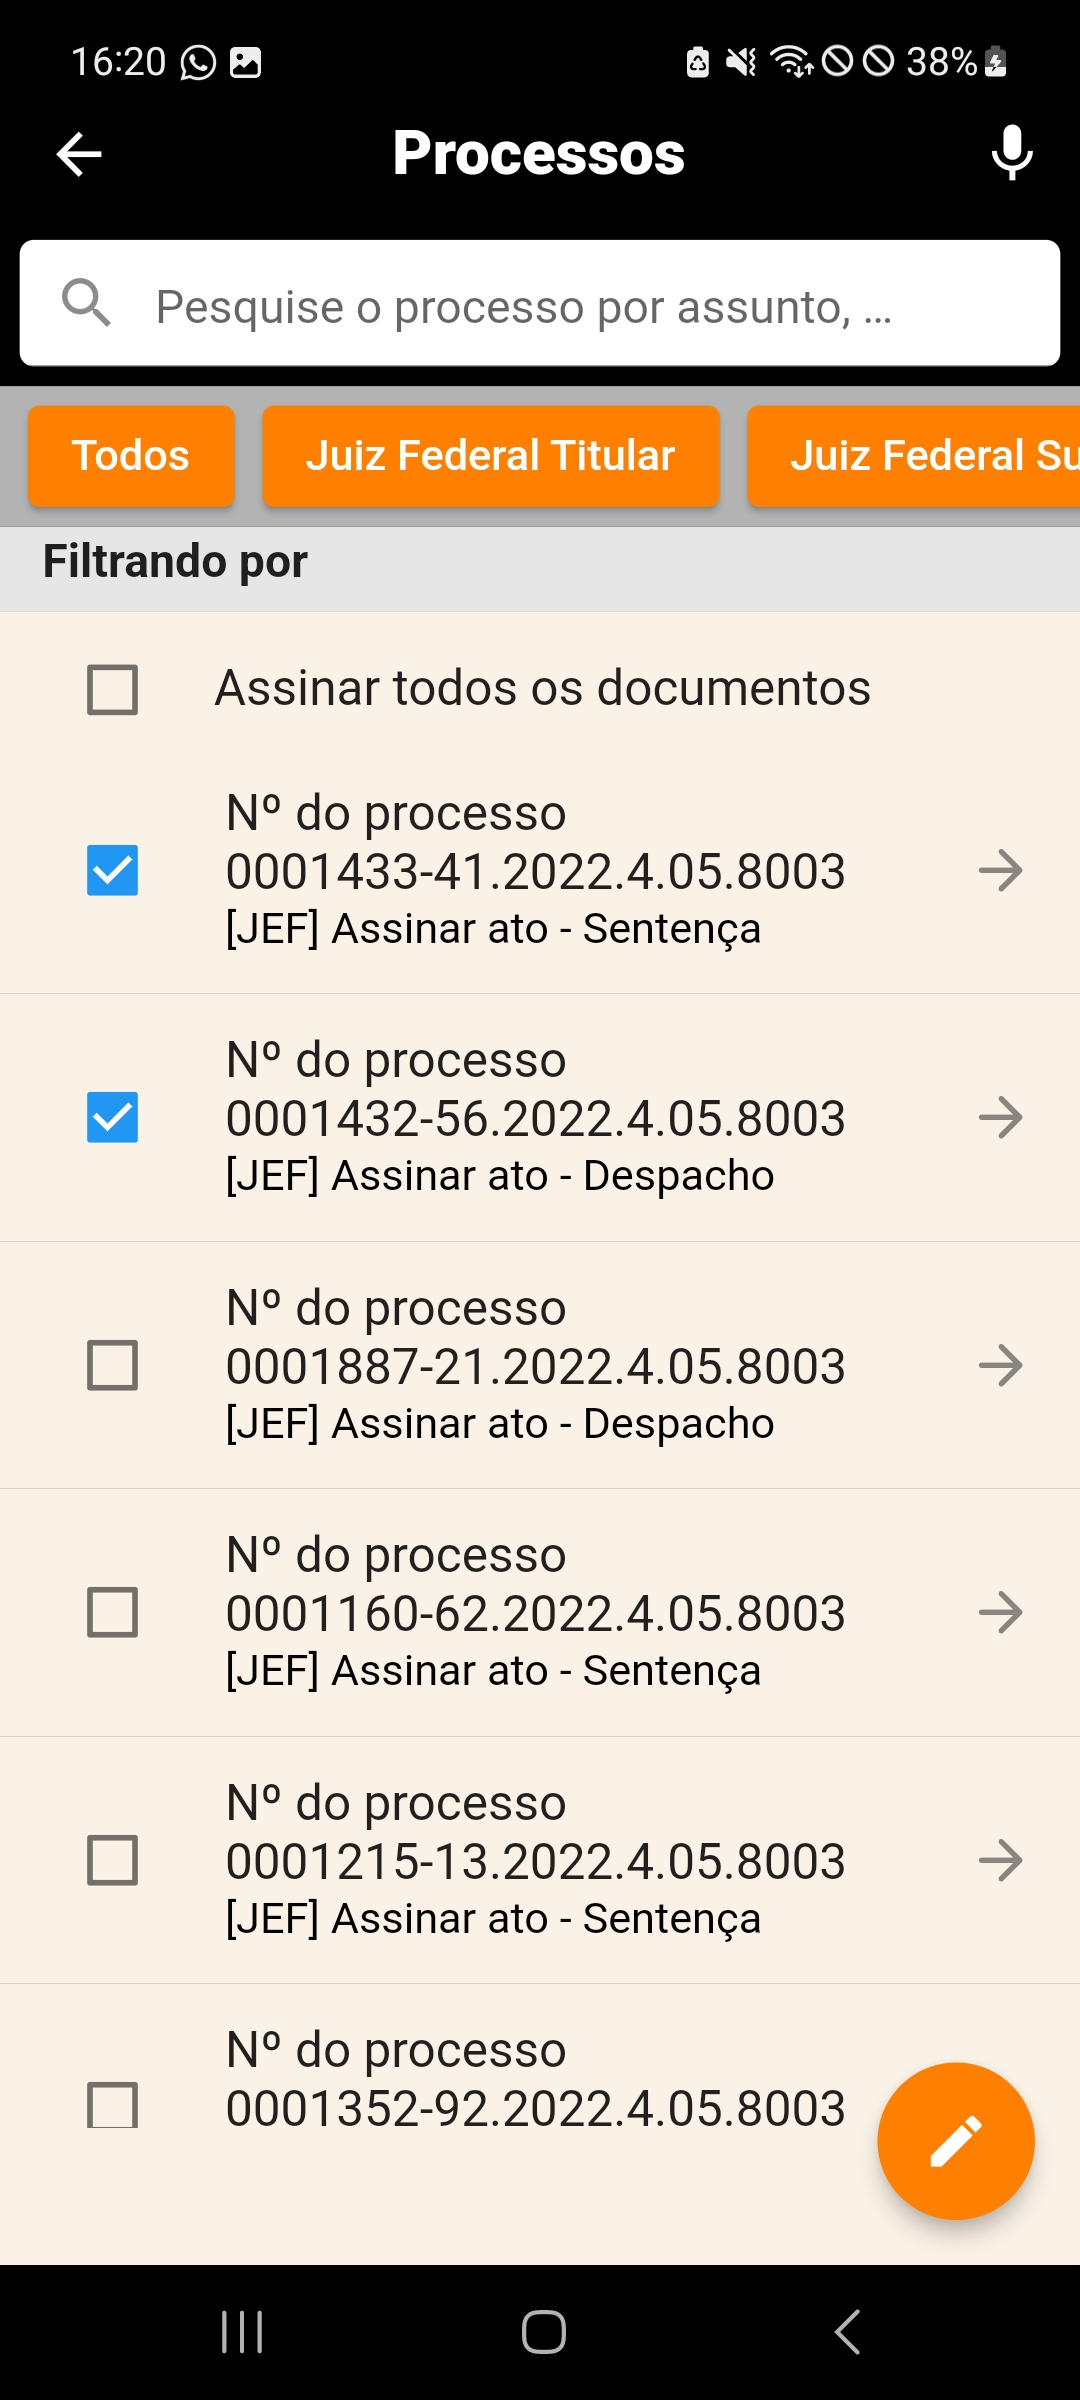 16:20
38%
Processos
Pesquise o processo por assunto, ...
Todos
Juiz Federal Titular
Juiz Federal Su
Filtrando por
Assinar todos os documentos
Nº do processo
0001433-41.2022.4.05.8003
[JEF] Assinar ato - Sentença
Nº do processo
0001432-56.2022.4.05.8003
[JEF] Assinar ato - Despacho
Nº do processo
0001887-21.2022.4.05.8003
[JEF] Assinar ato - Despacho
Nº do processo
0001160-62.2022.4.05.8003
[JEF] Assinar ato - Sentença
Nº do processo
0001215-13.2022.4.05.8003
[JEF] Assinar ato - Sentença
Nº do processo
0001352-92.2022.4.05.8003